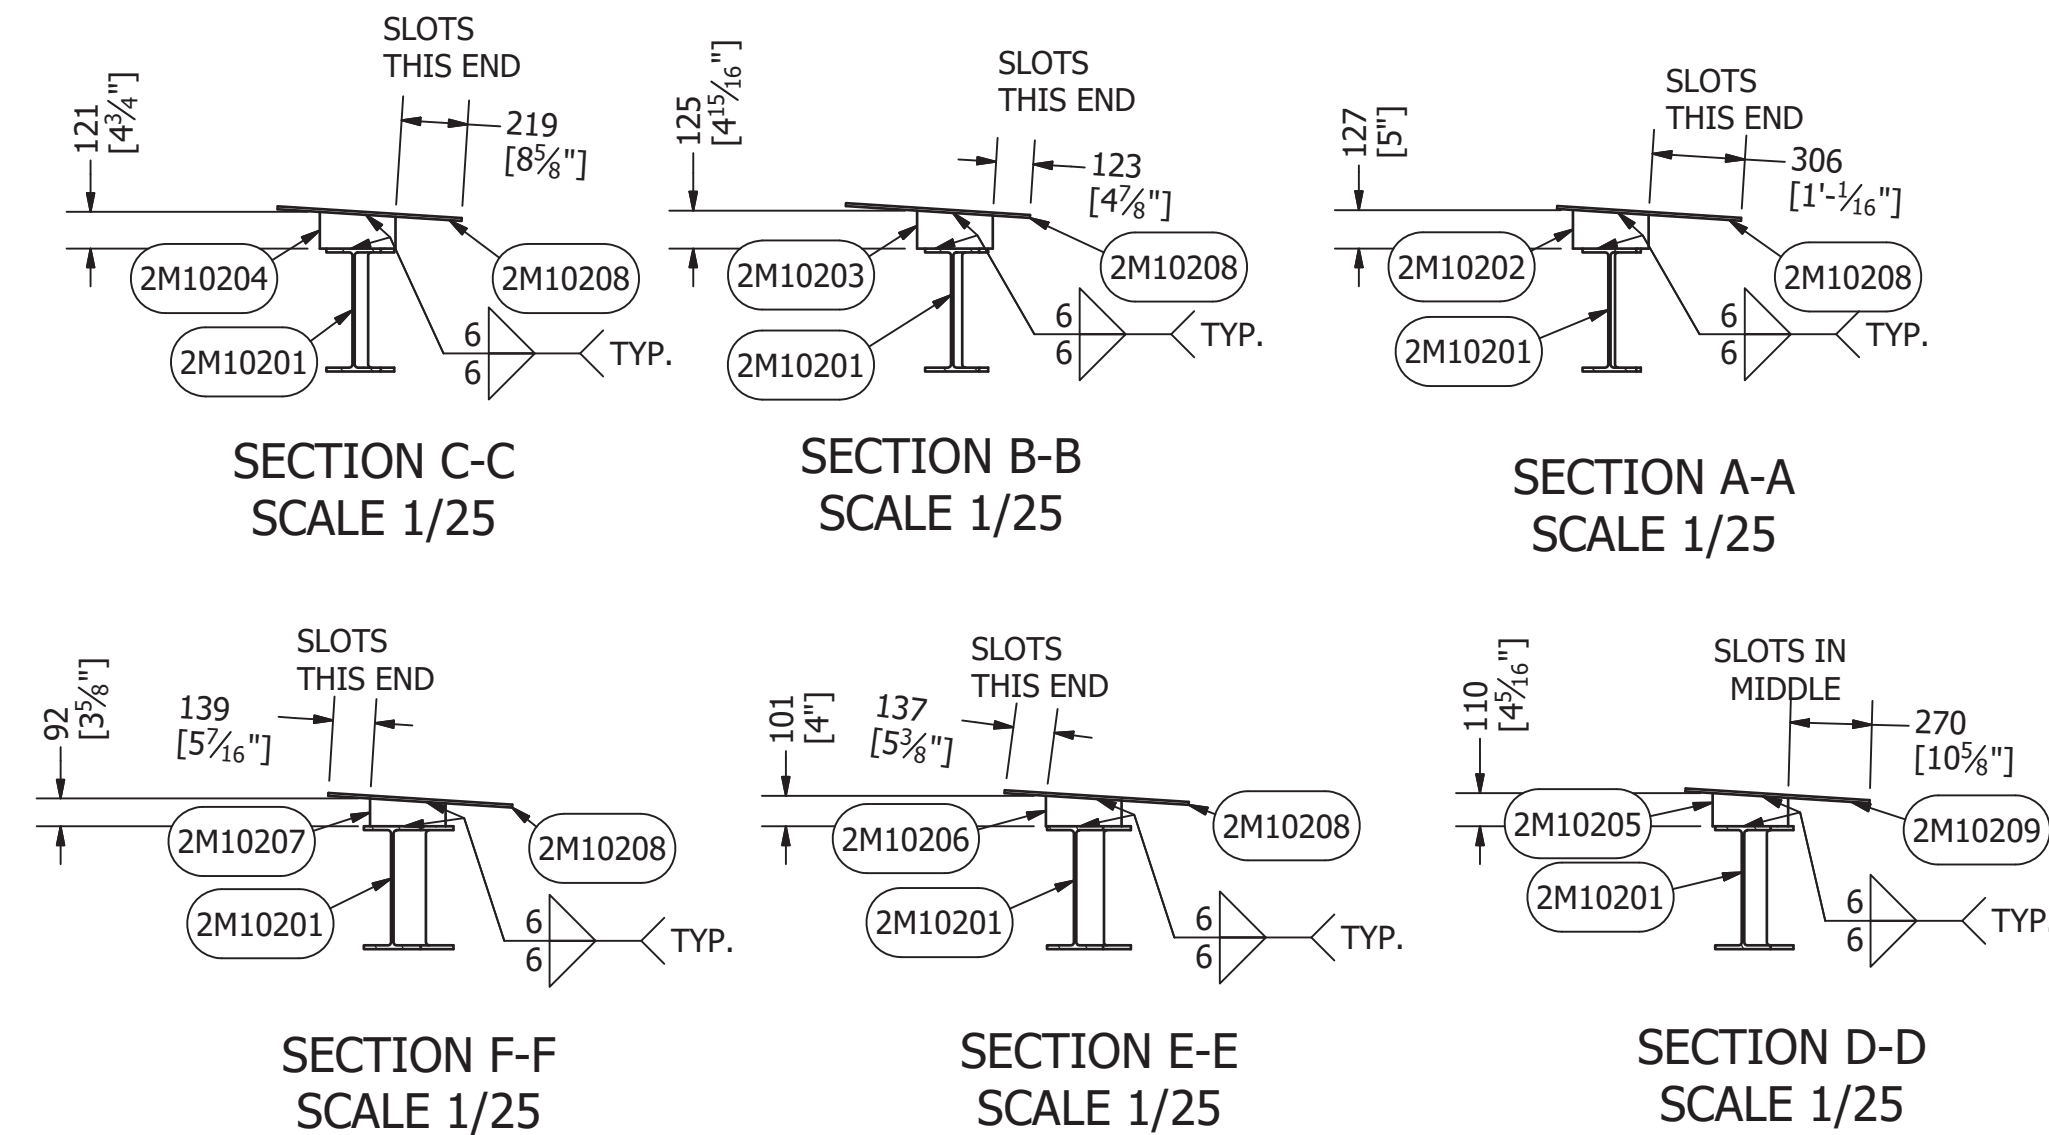 SLOTS
THIS END
121
[4¾"]
219
[8⅝"]
2M10204
2M10208
2M10201
6
6
TYP.
SECTION C-C
SCALE 1/25
SLOTS
THIS END
125
[4 15/16"]
123
[4⅞"]
2M10203
2M10208
2M10201
6
6
TYP.
SECTION B-B
SCALE 1/25
SLOTS
THIS END
127
[5"]
306
[1'-1/16"]
2M10202
2M10208
2M10201
6
6
TYP.
SECTION A-A
SCALE 1/25
SLOTS
THIS END
92
[3⅝"]
139
[5 7/16"]
2M10207
2M10208
2M10201
6
6
TYP.
SECTION F-F
SCALE 1/25
SLOTS
THIS END
101
[4"]
137
[5⅜"]
2M10206
2M10208
2M10201
6
6
TYP.
SECTION E-E
SCALE 1/25
SLOTS IN
MIDDLE
110
[4 5/16"]
270
[10⅝"]
2M10205
2M10209
2M10201
6
6
TYP.
SECTION D-D
SCALE 1/25